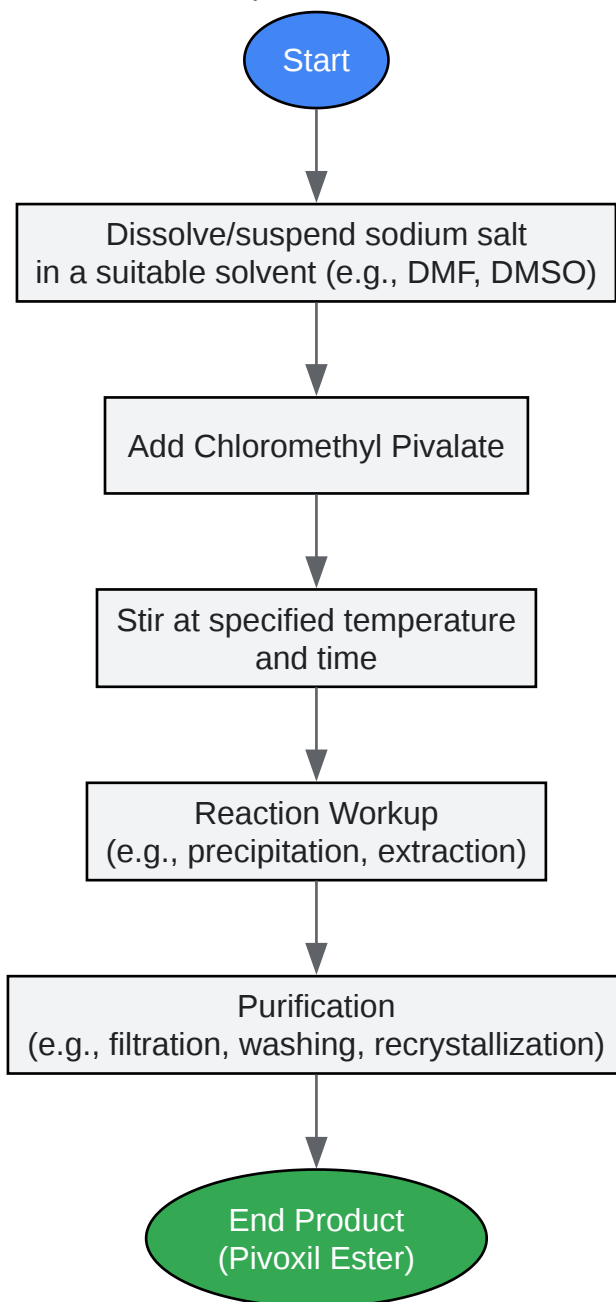 Start
Dissolve/suspend sodium salt
in a suitable solvent (e.g., DMF, DMSO)
Add Chloromethyl Pivalate
Stir at specified temperature
and time
Reaction Workup
(e.g., precipitation, extraction)
Purification
(e.g., filtration, washing, recrystallization)
End Product
(Pivoxil Ester)